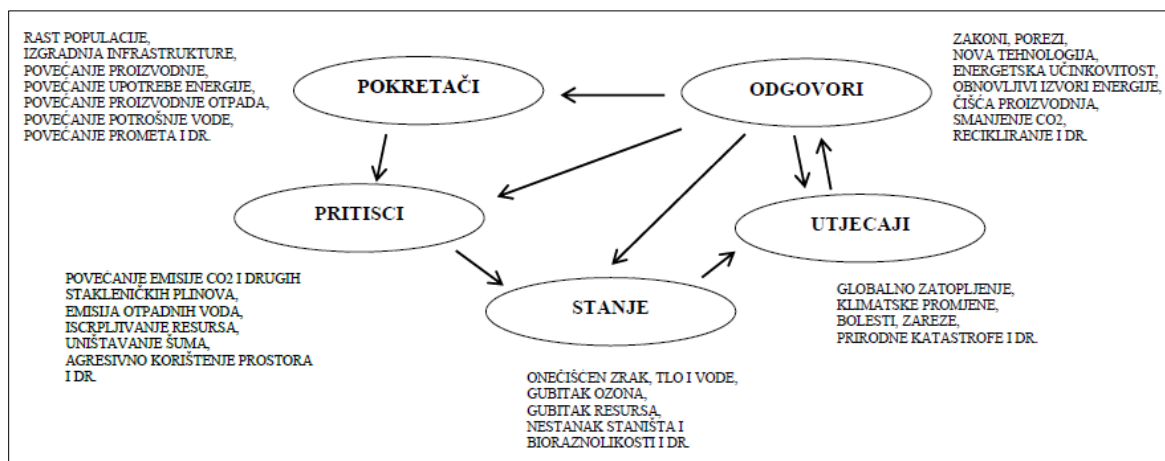 RAST POPULACIJE,
IZGRADNJA INFRASTRUKTURE,
POVEĆANJE PROIZVODNJE,
POVEĆANJE UPOTREBE ENERGIJE,
POVEĆANJE PROIZVODNJE OTPADA,
POVEĆANJE POTROŠNJE VODE,
POVEĆANJE PROMETA I DR.
POKRETAČI
ODGOVORI
ZAKONI, POREZI,
NOVA TEHNOLOGIJA,
ENERGETSKA UČINKOVITOST,
OBNOVLJIVI IZVORI ENERGIJE,
ČIŠĆA PROIZVODNJA,
SMANJENJE CO2,
RECIKLIRANJE I DR.
PRITISCI
UTJECAJI
POVEĆANJE EMISIJE CO2 I DRUGIH
STAKLENIČKIH PLINOVA,
EMISIJA OTPADNIH VODA,
ISCRPLJIVANJE RESURSA,
UNIŠTAVANJE ŠUMA,
AGRESIVNO KORIŠTENJE PROSTORA
I DR.
STANJE
GLOBALNO ZATOPLJENJE,
KLIMATSKE PROMJENE,
BOLESTI, ZAREZE,
PRIRODNE KATASTROFE I DR.
ONEČIŠĆEN ZRAK, TLO I VODE,
GUBITAK OZONA,
GUBITAK RESURSA,
NESTANAK STANIŠTA I
BIORAZNOLIKOSTI I DR.